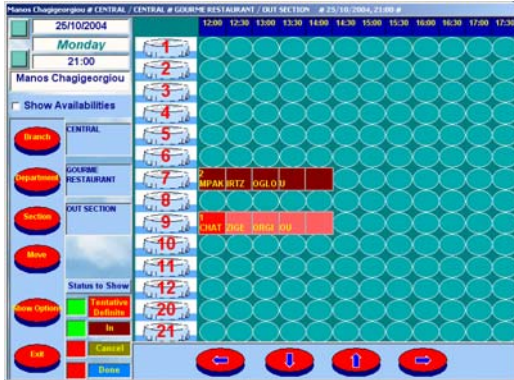 Manos Chagigeorgiou # CENTRAL / CENTRAL # GOURME RESTAURANT / OUT SECTION # 25/10/2004, 21:00 #
25/10/2004
Monday
21:00
Manos Chagigeorgiou
Show Availabilities
Branch
CENTRAL
Department
GOURME
RESTAURANT
Section
OUT SECTION
Move
Status to Show
Show Option
Tentative
Definite
In
Cancel
Exit
Done
12:00 12:30 13:00 13:30 14:00 14:30 15:00 15:30 16:00 16:30 17:00 17:30
1
2
3
4
5
6
7
2
MPAK IRTZ OGLO U
8
9
1
CHAT ZIGE ORGI OU
10
11
12
20
21